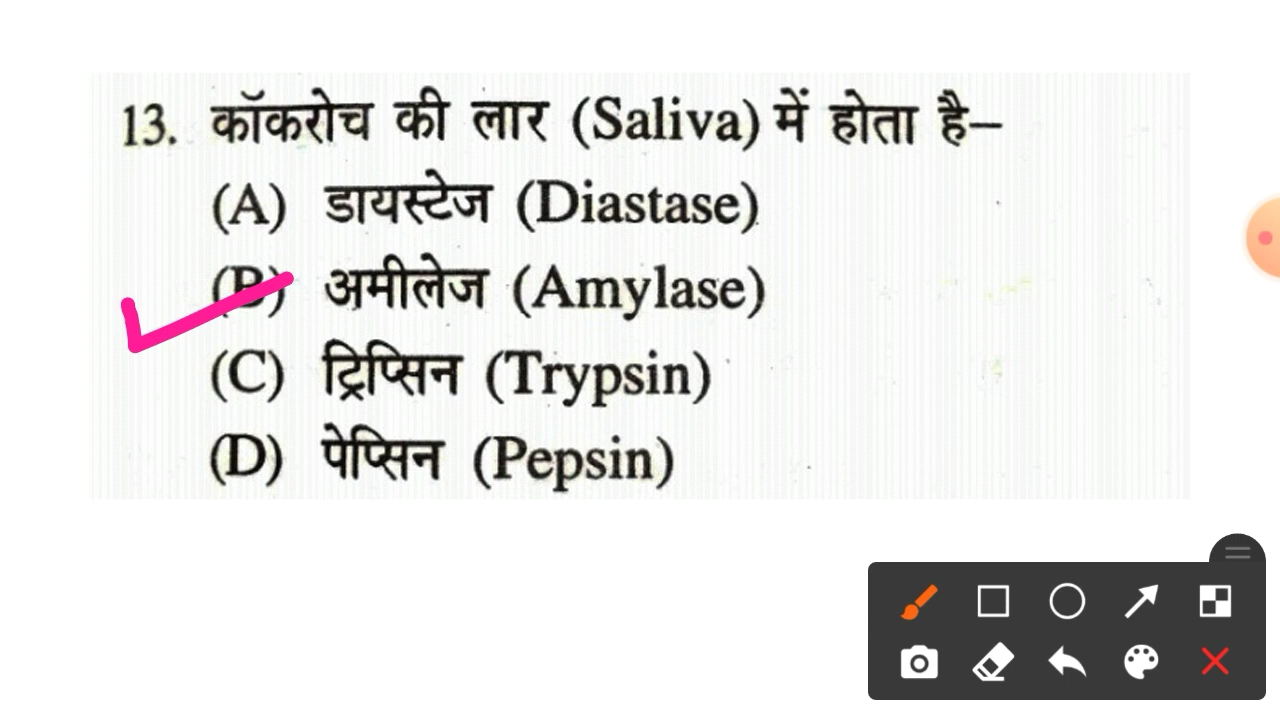 13. कॉकरोच की लार (Saliva) में होता है–
(A) डायस्टेज (Diastase)
(B) अमीलेज (Amylase)
(C) ट्रिप्सिन (Trypsin)
(D) पेप्सिन (Pepsin)